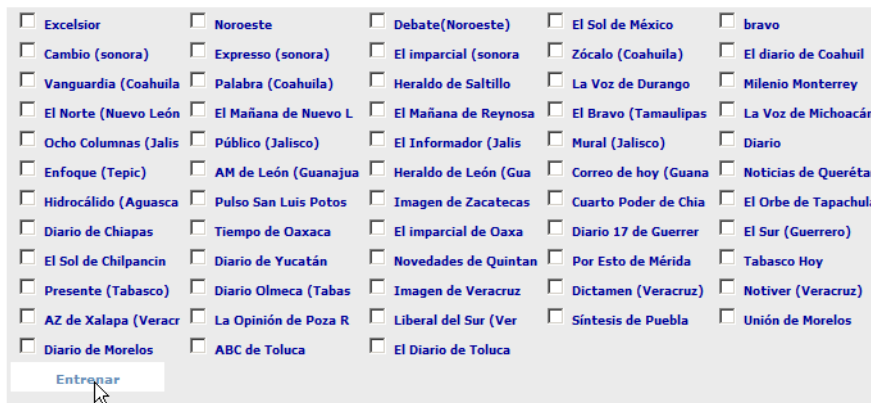 Excelsior Noroeste Debate(Noroeste) El Sol de México bravo
Cambio (sonora) Expresso (sonora) El imparcial (sonora Zócalo (Coahuila) El diario de Coahuil
Vanguardia (Coahuila Palabra (Coahuila) Heraldo de Saltillo La Voz de Durango Milenio Monterrey
El Norte (Nuevo León El Mañana de Nuevo L El Mañana de Reynosa El Bravo (Tamaulipas La Voz de Michoacán
Ocho Columnas (Jalis Público (Jalisco) El Informador (Jalis Mural (Jalisco) Diario
Enfoque (Tepic) AM de León (Guanajua Heraldo de León (Gua Correo de hoy (Guana Noticias de Queréta
Hidrocálido (Aguasca Pulso San Luis Potos Imagen de Zacatecas Cuarto Poder de Chia El Orbe de Tapachula
Diario de Chiapas Tiempo de Oaxaca El imparcial de Oaxa Diario 17 de Guerrer El Sur (Guerrero)
El Sol de Chilpancin Diario de Yucatán Novedades de Quintan Por Esto de Mérida Tabasco Hoy
Presente (Tabasco) Diario Olmeca (Tabas Imagen de Veracruz Dictamen (Veracruz) Notiver (Veracruz)
AZ de Xalapa (Veracr La Opinión de Poza R Liberal del Sur (Ver Síntesis de Puebla Unión de Morelos
Diario de Morelos ABC de Toluca El Diario de Toluca
Entrenar